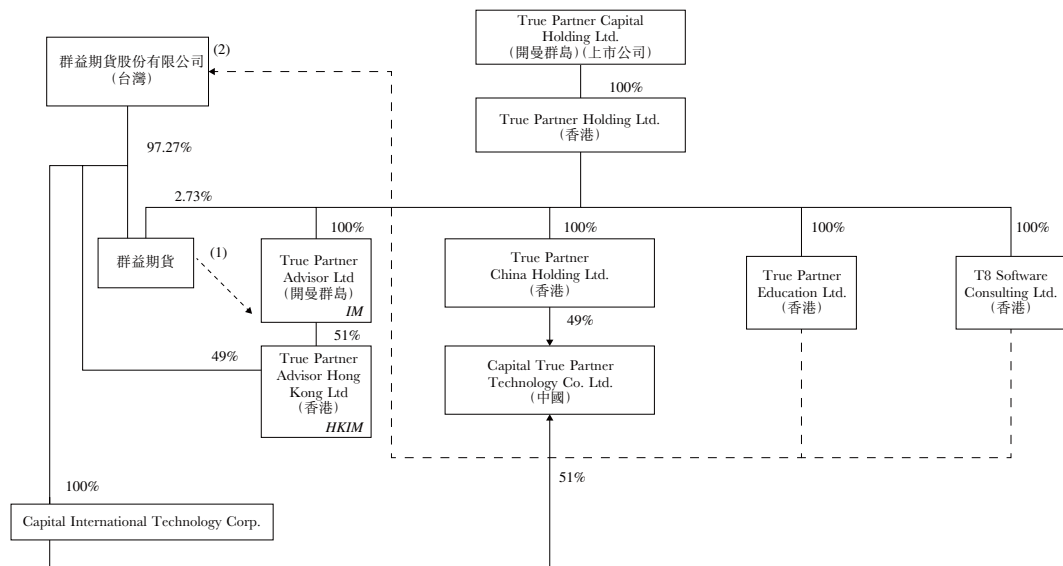 True Partner Capital
Holding Ltd.
(開曼群島)(上市公司)
群益期貨股份有限公司
(台灣)
(2)
100%
True Partner Holding Ltd.
(香港)
97.27%
2.73%
100%
100%
100%
100%
群益期貨
(1)
True Partner
Advisor Ltd
(開曼群島)
IM
True Partner
China Holding Ltd.
(香港)
True Partner
Education Ltd.
(香港)
T8 Software
Consulting Ltd.
(香港)
51%
49%
49%
True Partner
Advisor Hong
Kong Ltd
(香港)
HKIM
Capital True Partner
Technology Co. Ltd.
(中國)
100%
51%
Capital International Technology Corp.